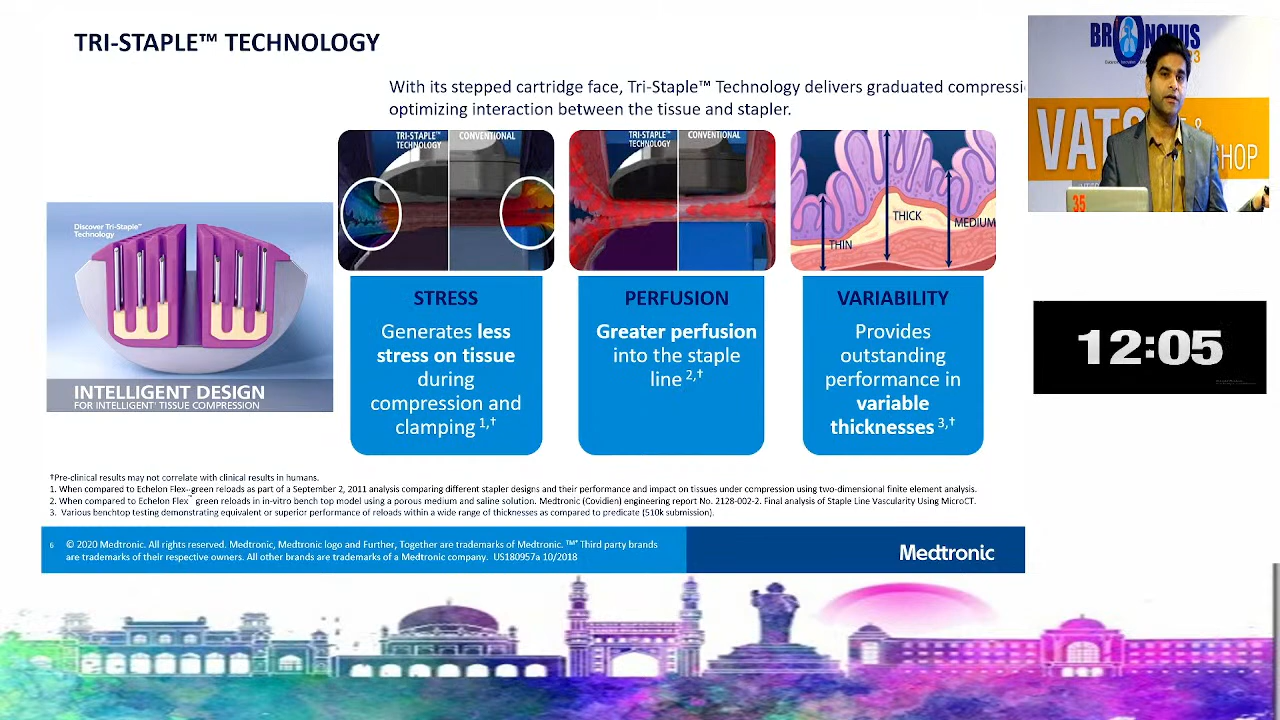 TRI-STAPLE™ TECHNOLOGY
With its stepped cartridge face, Tri-Staple™ Technology delivers graduated compressi
optimizing interaction between the tissue and stapler.
TRI-STAPLE™ TECHNOLOGY
CONVENTIONAL
TRI-STAPLE™ TECHNOLOGY
CONVENTIONAL
THIN
THICK
MEDIUM
Discover Tri-Staple™
Technology
INTELLIGENT DESIGN
FOR INTELLIGENT TISSUE COMPRESSION
STRESS
Generates less
stress on tissue
during
compression and
clamping 1,†
PERFUSION
Greater perfusion
into the staple
line 2,†
VARIABILITY
Provides
outstanding
performance in
variable
thicknesses 3,†
†Pre-clinical results may not correlate with clinical results in humans.
1. When compared to Echelon Flex™ green reloads as part of a September 2, 2011 analysis comparing different stapler designs and their performance and impact on tissues under compression using two-dimensional finite element analysis.
2. When compared to Echelon Flex™ green reloads in in-vitro bench top model using a porous medium and saline solution. Medtronic (Covidien) engineering report No. 2128-002-2. Final analysis of Staple Line Vascularity Using MicroCT.
3. Various benchtop testing demonstrating equivalent or superior performance of reloads within a wide range of thicknesses as compared to predicate (510k submission).
6 © 2020 Medtronic. All rights reserved. Medtronic, Medtronic logo and Further, Together are trademarks of Medtronic. ™* Third party brands
are trademarks of their respective owners. All other brands are trademarks of a Medtronic company. US180957a 10/2018
Medtronic
BRONCHUS
23
VATS
&
SHOP
35
12:05